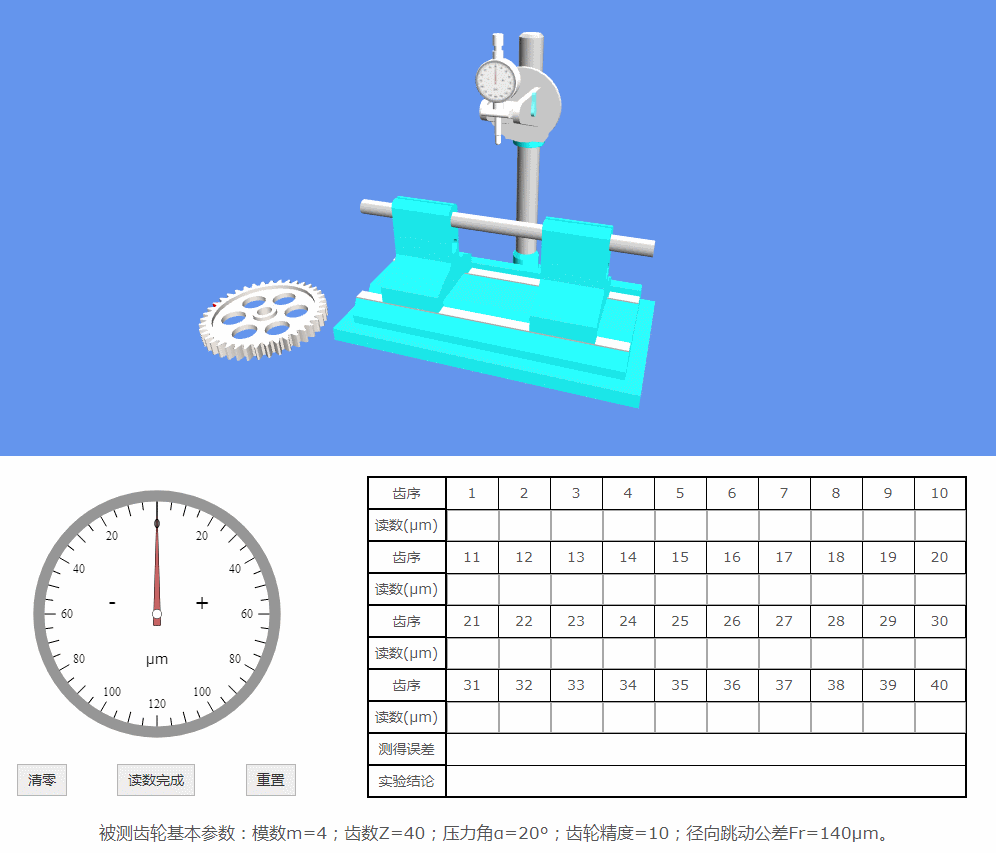 0
20 20
40 40
- +
60 60
μm
80 80
100 100
120
清零 读数完成 重置
齿序 1 2 3 4 5 6 7 8 9 10
读数(μm)
齿序 11 12 13 14 15 16 17 18 19 20
读数(μm)
齿序 21 22 23 24 25 26 27 28 29 30
读数(μm)
齿序 31 32 33 34 35 36 37 38 39 40
读数(μm)
测得误差
实验结论
被测齿轮基本参数：模数m=4；齿数Z=40；压力角α=20º；齿轮精度=10；径向跳动公差Fr=140μm。